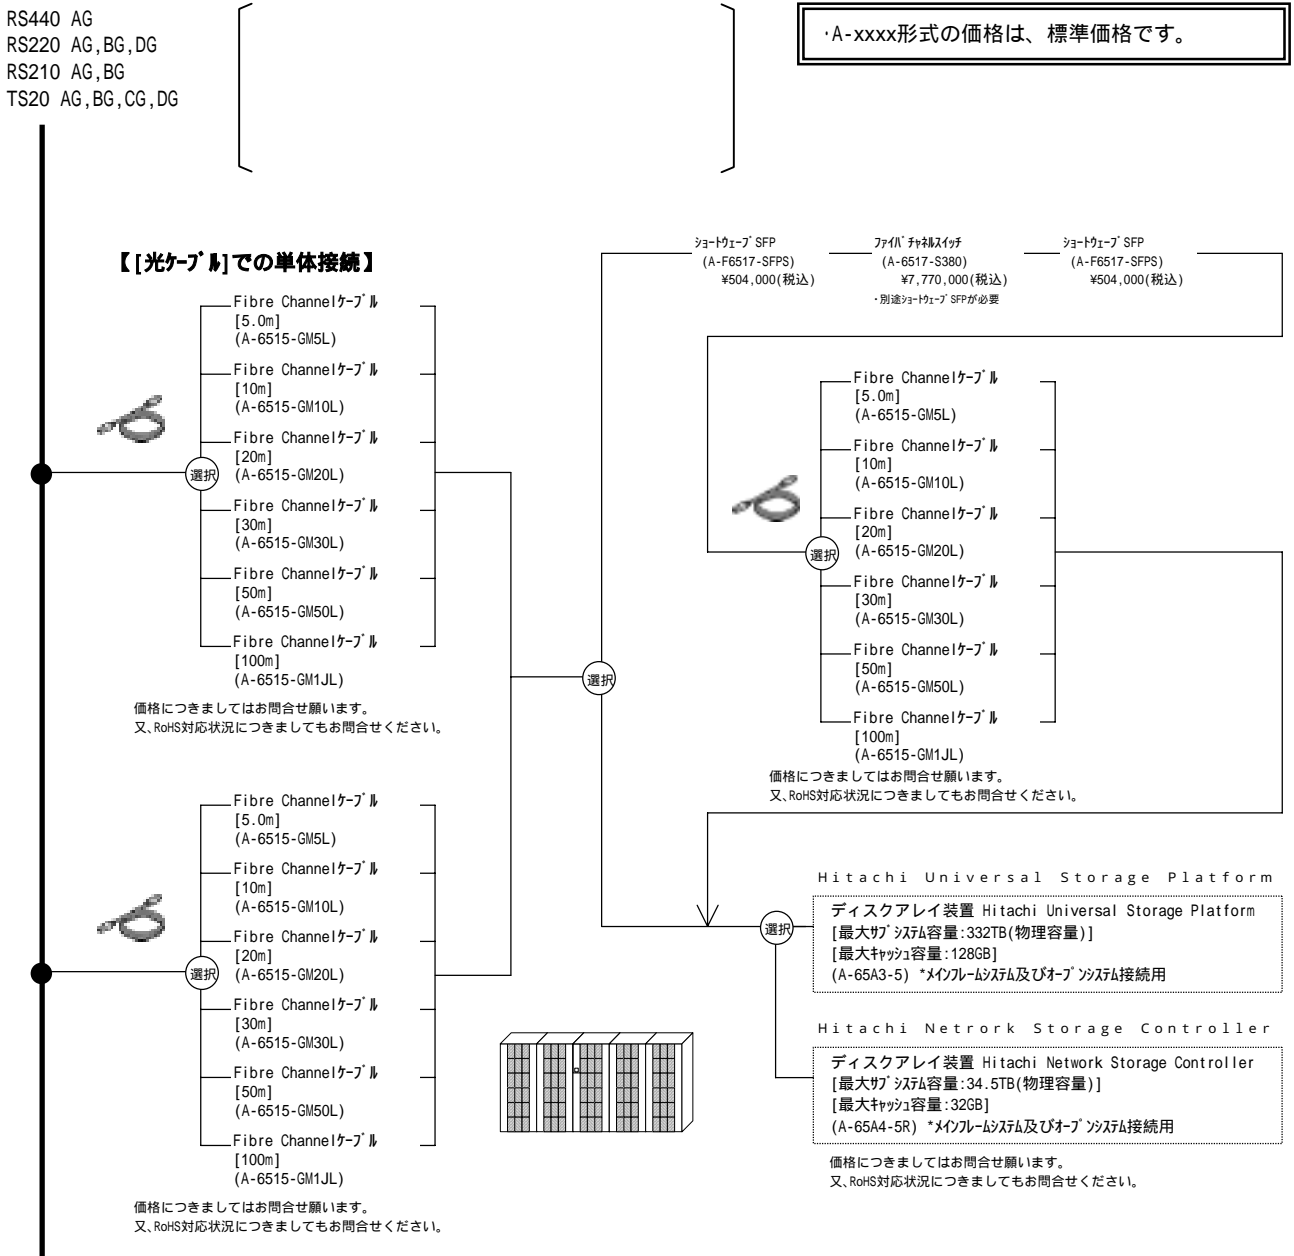 RS440 AG
RS220 AG,BG,DG
RS210 AG,BG
TS20 AG,BG,CG,DG
・A-xxxx形式の価格は、標準価格です。
【[光ｹｰﾌﾞﾙ]での単体接続】
ｼｮｰﾄｳｪｰﾌﾞSFP
(A-F6517-SFPS)
¥504,000(税込)
ﾌｧｲﾊﾞﾁｬﾈﾙｽｲｯﾁ
(A-6517-S380)
¥7,770,000(税込)
・別途ｼｮｰﾄｳｪｰﾌﾞSFPが必要
ｼｮｰﾄｳｪｰﾌﾞSFP
(A-F6517-SFPS)
¥504,000(税込)
Fibre Channelｹｰﾌﾞﾙ
[5.0m]
(A-6515-GM5L)
Fibre Channelｹｰﾌﾞﾙ
[10m]
(A-6515-GM10L)
Fibre Channelｹｰﾌﾞﾙ
[20m]
(A-6515-GM20L)
選択
Fibre Channelｹｰﾌﾞﾙ
[30m]
(A-6515-GM30L)
Fibre Channelｹｰﾌﾞﾙ
[50m]
(A-6515-GM50L)
Fibre Channelｹｰﾌﾞﾙ
[100m]
(A-6515-GM1JL)
価格につきましてはお問合せ願います。
又、RoHS対応状況につきましてもお問合せください。
選択
Fibre Channelｹｰﾌﾞﾙ
[5.0m]
(A-6515-GM5L)
Fibre Channelｹｰﾌﾞﾙ
[10m]
(A-6515-GM10L)
Fibre Channelｹｰﾌﾞﾙ
[20m]
(A-6515-GM20L)
選択
Fibre Channelｹｰﾌﾞﾙ
[30m]
(A-6515-GM30L)
Fibre Channelｹｰﾌﾞﾙ
[50m]
(A-6515-GM50L)
Fibre Channelｹｰﾌﾞﾙ
[100m]
(A-6515-GM1JL)
価格につきましてはお問合せ願います。
又、RoHS対応状況につきましてもお問合せください。
Fibre Channelｹｰﾌﾞﾙ
[5.0m]
(A-6515-GM5L)
Fibre Channelｹｰﾌﾞﾙ
[10m]
(A-6515-GM10L)
Fibre Channelｹｰﾌﾞﾙ
[20m]
(A-6515-GM20L)
選択
Fibre Channelｹｰﾌﾞﾙ
[30m]
(A-6515-GM30L)
Fibre Channelｹｰﾌﾞﾙ
[50m]
(A-6515-GM50L)
Fibre Channelｹｰﾌﾞﾙ
[100m]
(A-6515-GM1JL)
価格につきましてはお問合せ願います。
又、RoHS対応状況につきましてもお問合せください。
選択
Hitachi Universal Storage Platform
ディスクアレイ装置 Hitachi Universal Storage Platform
[最大ｻﾌﾞｼｽﾃﾑ容量:332TB(物理容量)]
[最大ｷｬｯｼｭ容量:128GB]
(A-65A3-5) *ﾒｲﾝﾌﾚｰﾑｼｽﾃﾑ及びｵｰﾌﾟﾝｼｽﾃﾑ接続用
Hitachi Netrork Storage Controller
ディスクアレイ装置 Hitachi Network Storage Controller
[最大ｻﾌﾞｼｽﾃﾑ容量:34.5TB(物理容量)]
[最大ｷｬｯｼｭ容量:32GB]
(A-65A4-5R) *ﾒｲﾝﾌﾚｰﾑｼｽﾃﾑ及びｵｰﾌﾟﾝｼｽﾃﾑ接続用
価格につきましてはお問合せ願います。
又、RoHS対応状況につきましてもお問合せください。